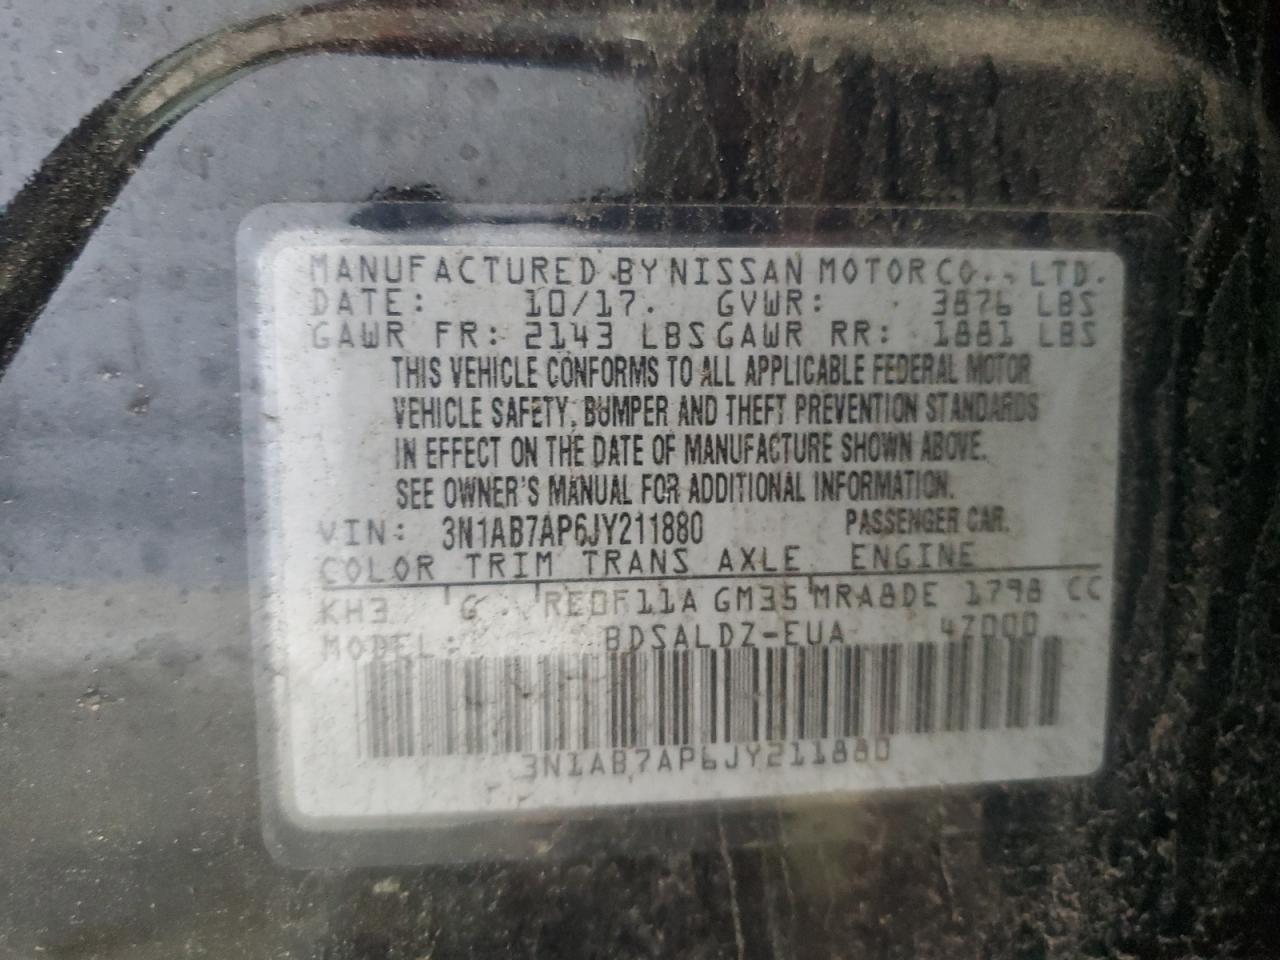 MANUFACTURED BY NISSAN MOTOR CO., LTD.
DATE: 10/17. GVWR: 3876 LBS
GAWR FR: 2143 LBS GAWR RR: 1881 LBS
THIS VEHICLE CONFORMS TO ALL APPLICABLE FEDERAL MOTOR
VEHICLE SAFETY, BUMPER AND THEFT PREVENTION STANDARDS
IN EFFECT ON THE DATE OF MANUFACTURE SHOWN ABOVE.
SEE OWNER'S MANUAL FOR ADDITIONAL INFORMATION.
VIN: 3N1AB7AP6JY211880 PASSENGER CAR.
COLOR TRIM TRANS AXLE ENGINE
KH3 G RE0F11A GM35 MRA8DE 1798 CC
MODEL: BDSALDZ-EUA 4Z000
3N1AB7AP6JY211880